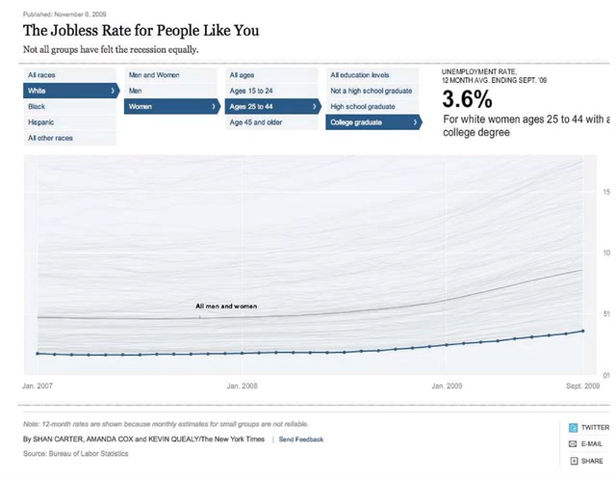 Published: November 6, 2009
The Jobless Rate for People Like You
Not all groups have felt the recession equally.
All races
White
Black
Hispanic
All other races
Men and Women
Men
Women
All ages
Ages 15 to 24
Ages 25 to 44
Age 45 and older
All education levels
Not a high school graduate
High school graduate
College graduate
UNEMPLOYMENT RATE,
12 MONTH AVG. ENDING SEPT. '09
3.6%
For white women ages 25 to 44 with a
college degree
15
10
All men and women
5%
0%
Jan. 2007
Jan. 2008
Jan. 2009
Sept. 2009
Note: 12-month rates are shown because monthly estimates for small groups are not reliable.
By SHAN CARTER, AMANDA COX and KEVIN QUEALY/The New York Times | Send Feedback
Source: Bureau of Labor Statistics
TWITTER
E-MAIL
SHARE